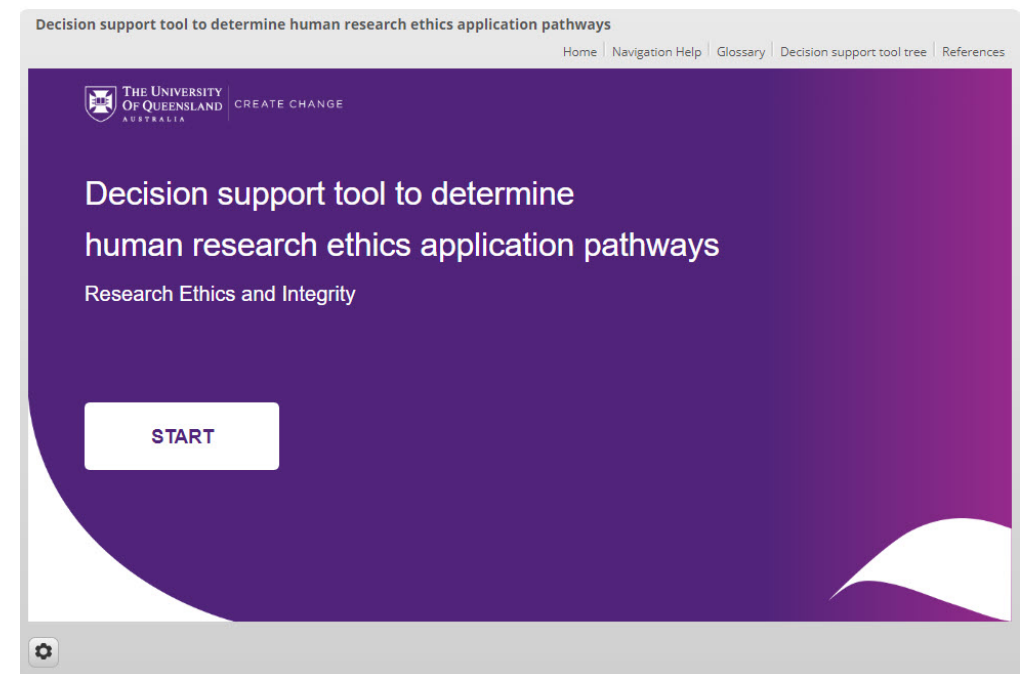 Decision support tool to determine human research ethics application pathways
Home Navigation Help Glossary Decision support tool tree References
THE UNIVERSITY
OF QUEENSLAND
AUSTRALIA
CREATE CHANGE
Decision support tool to determine
human research ethics application pathways
Research Ethics and Integrity
START